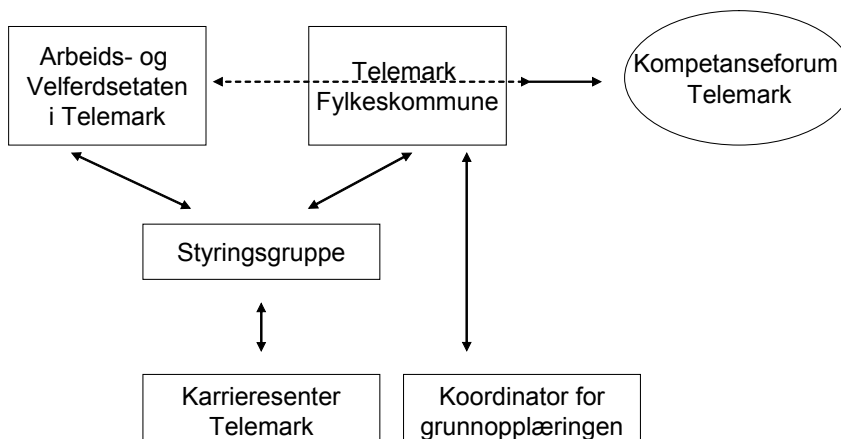 Arbeids- og
Velferdsetaten
i Telemark
Telemark
Fylkeskommune
Kompetanseforum
Telemark
Styringsgruppe
Karrieresenter
Telemark
Koordinator for
grunnopplæringen